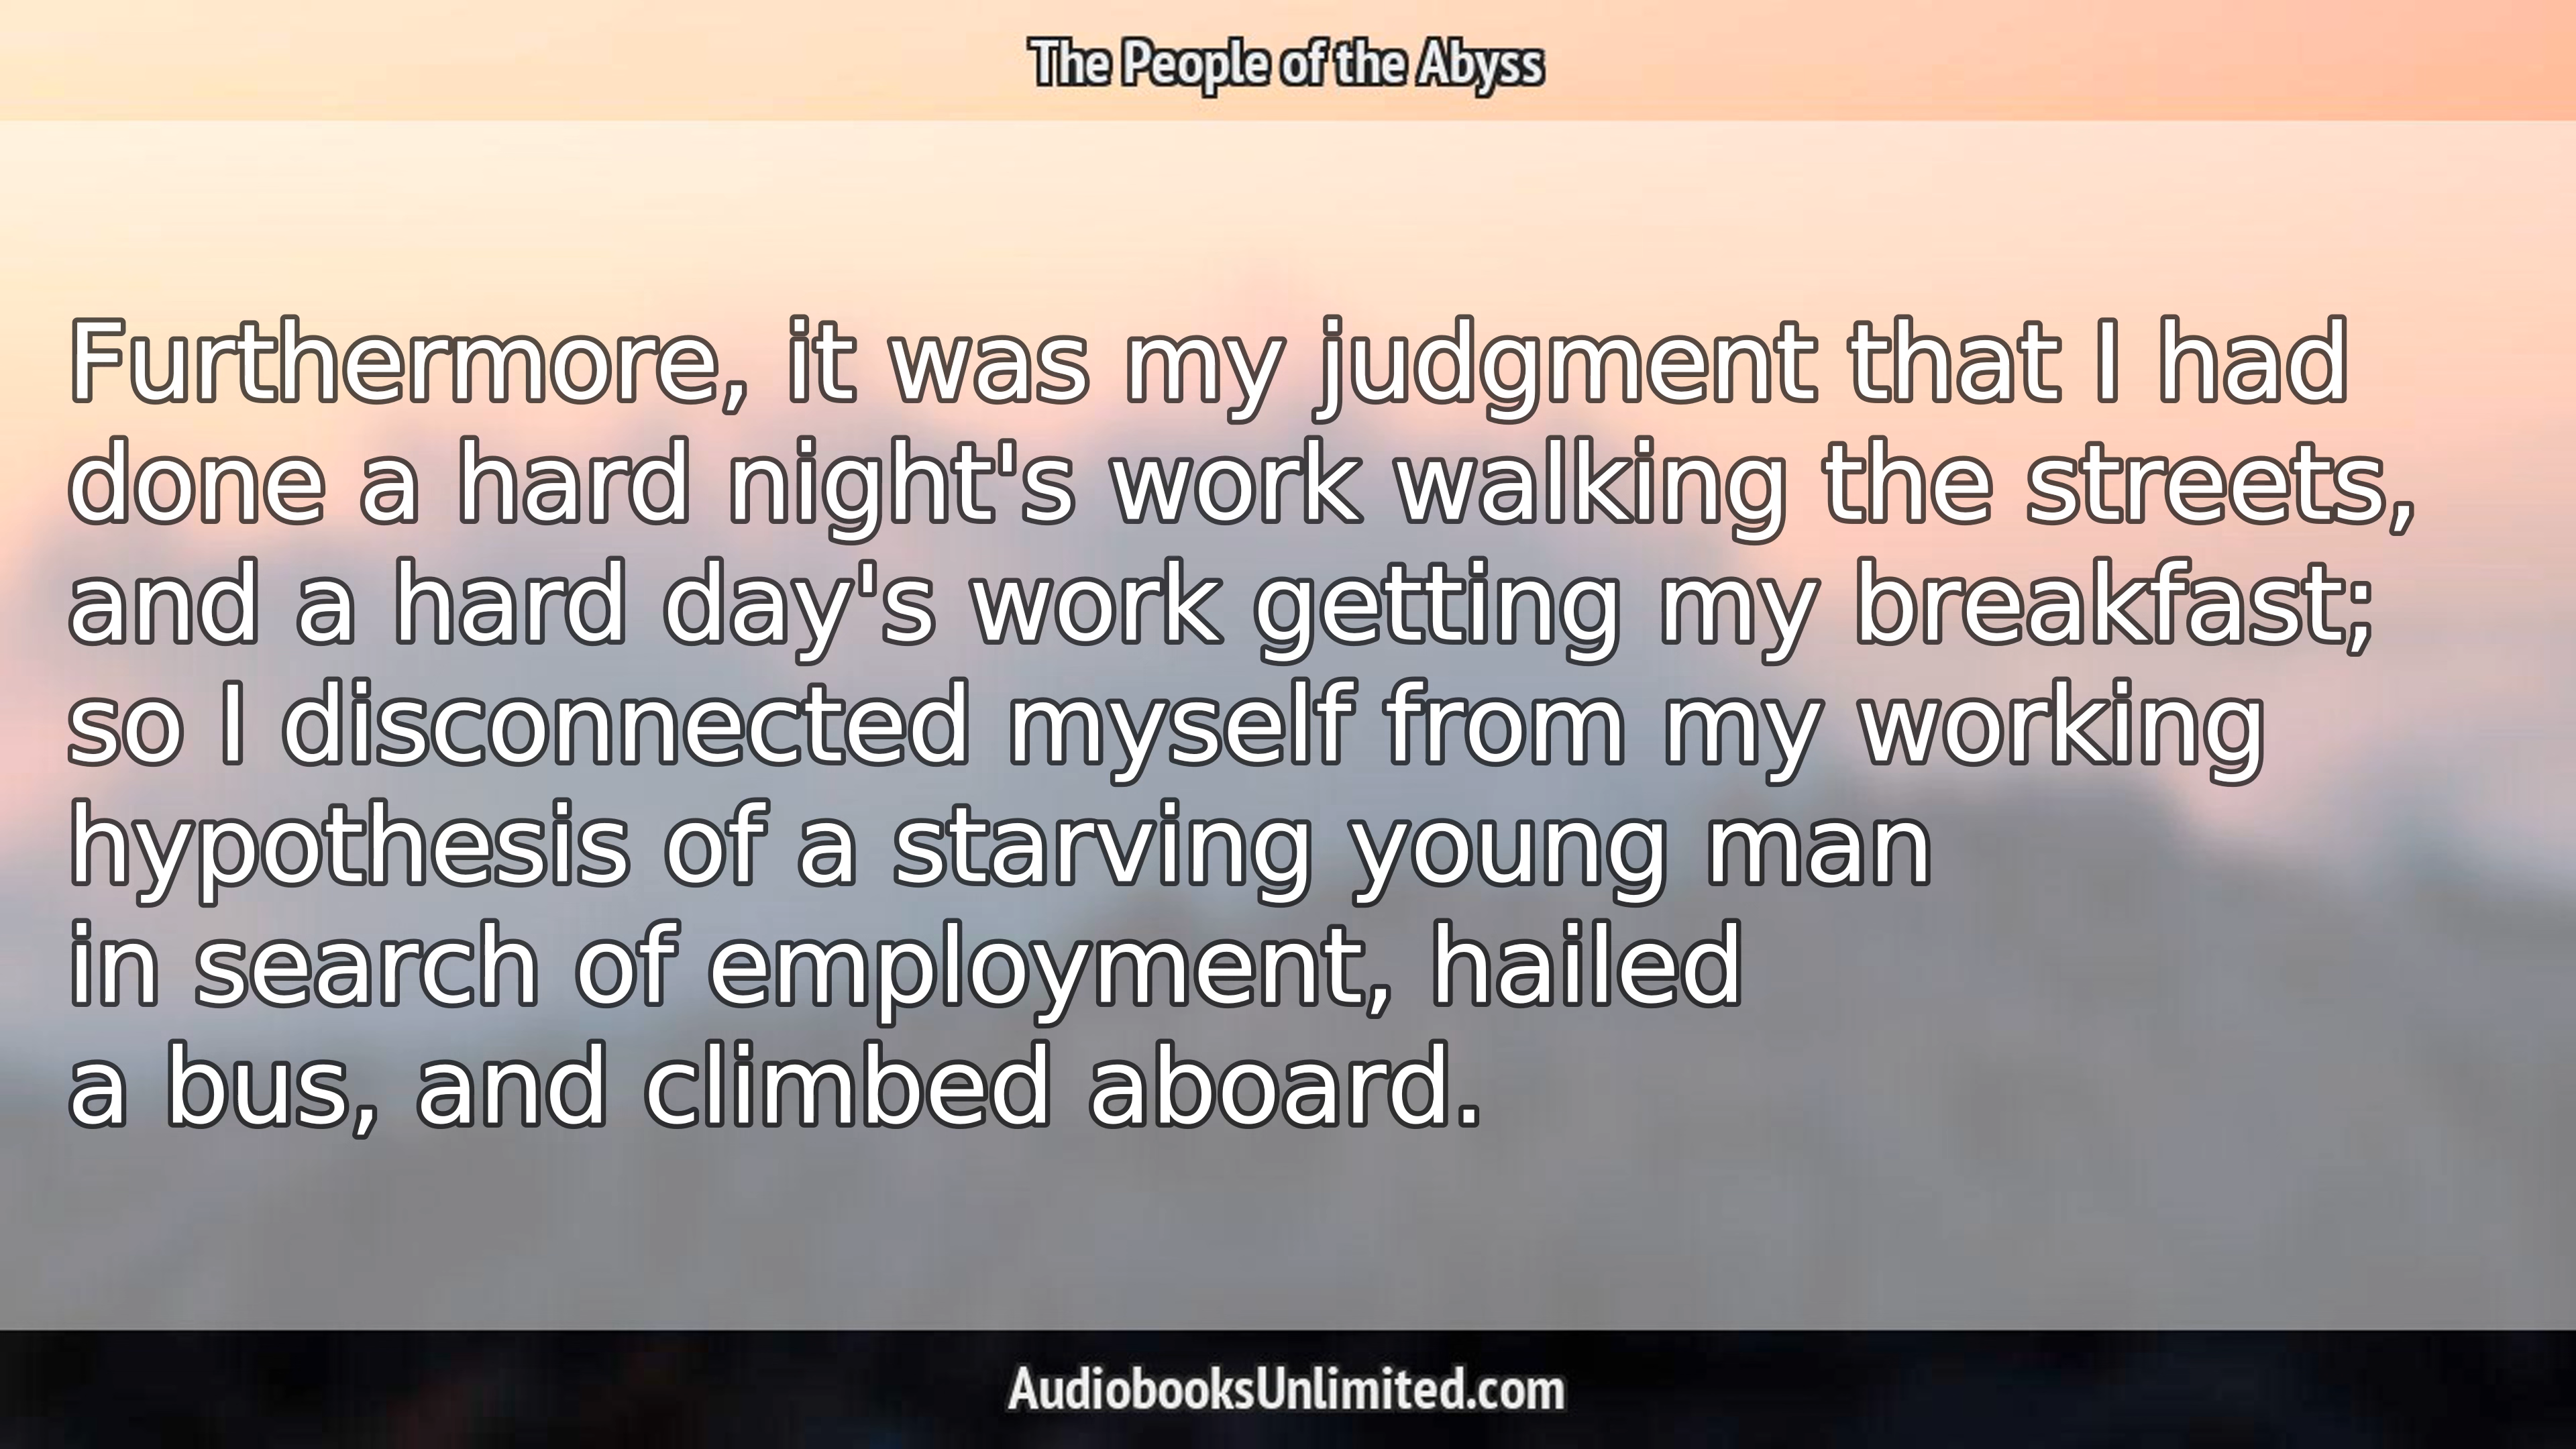 The People of the Abyss
Furthermore, it was my judgment that I had
done a hard night's work walking the streets,
and a hard day's work getting my breakfast;
so I disconnected myself from my working
hypothesis of a starving young man
in search of employment, hailed
a bus, and climbed aboard.
AudiobooksUnlimited.com